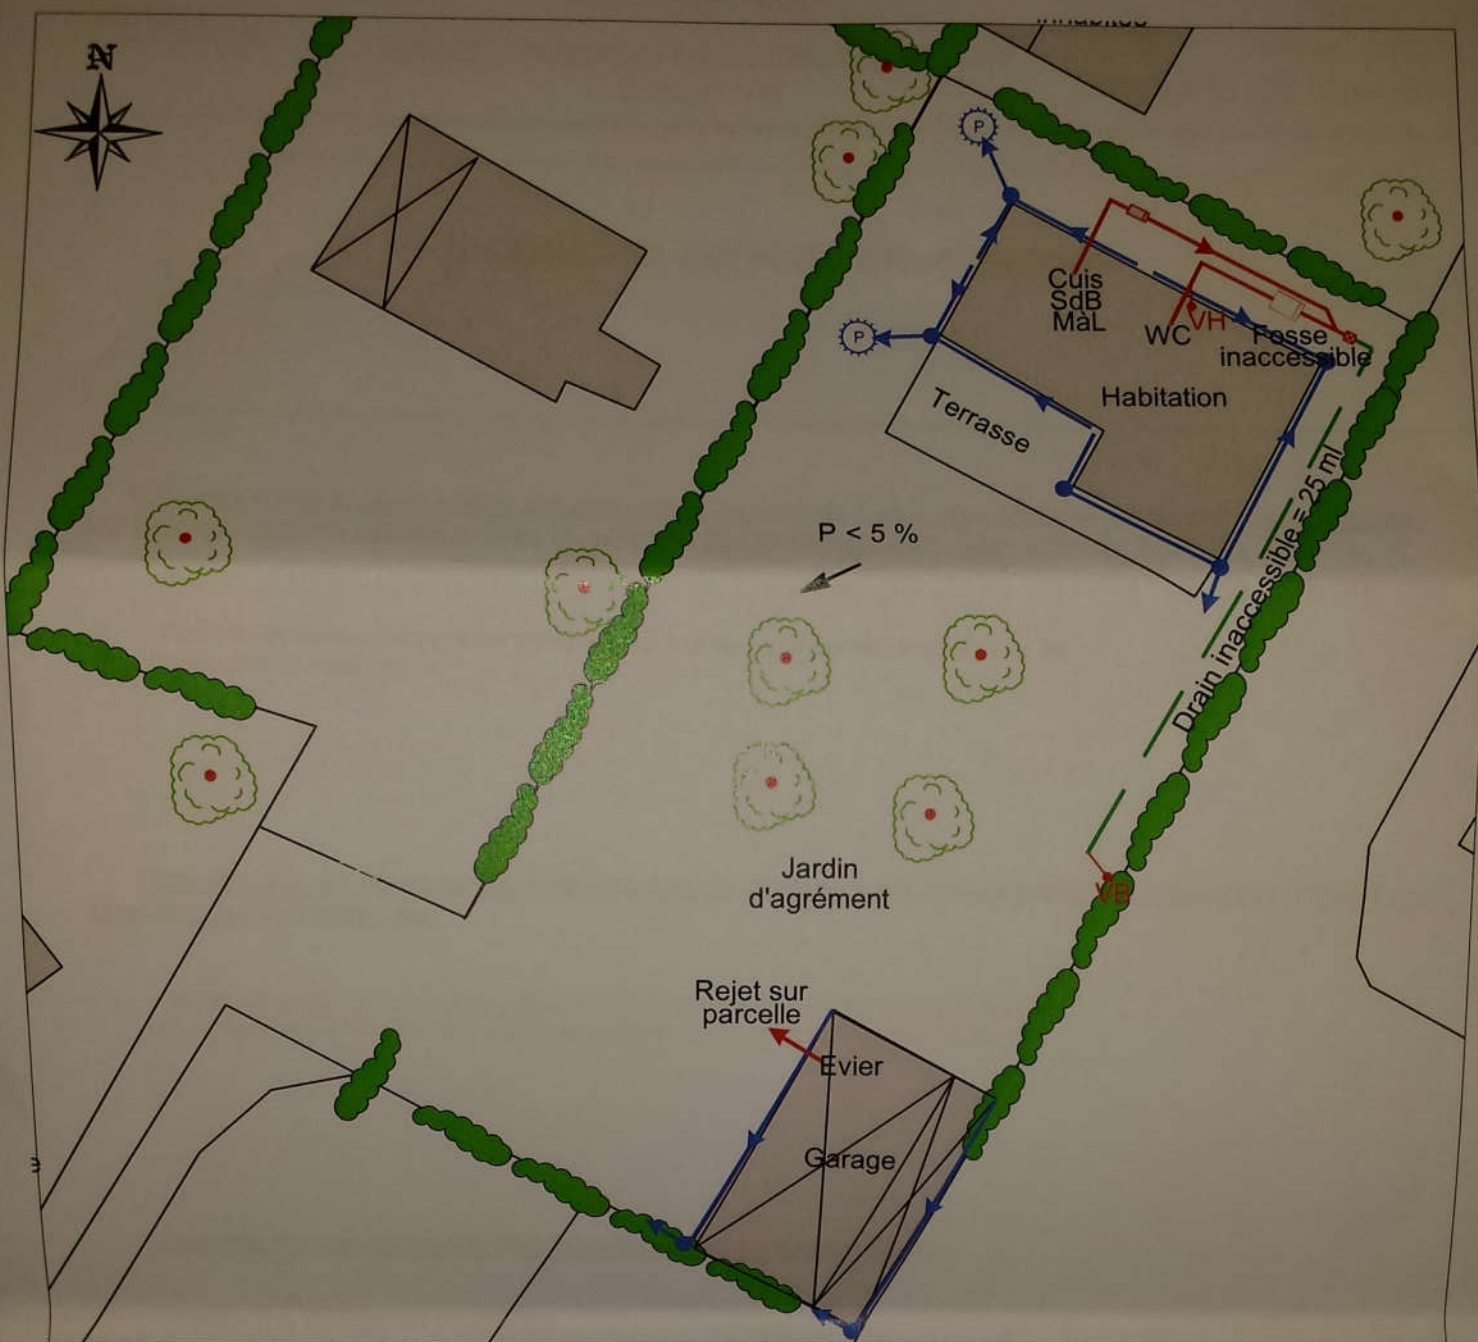 N
P
Cuis
SdB
MàL
WC
VH
Fosse
inaccessible
P
Habitation
Terrasse
Drain inaccessible = 25 ml
P < 5 %
Jardin
d'agrément
VB
Rejet sur
parcelle
Evier
Garage